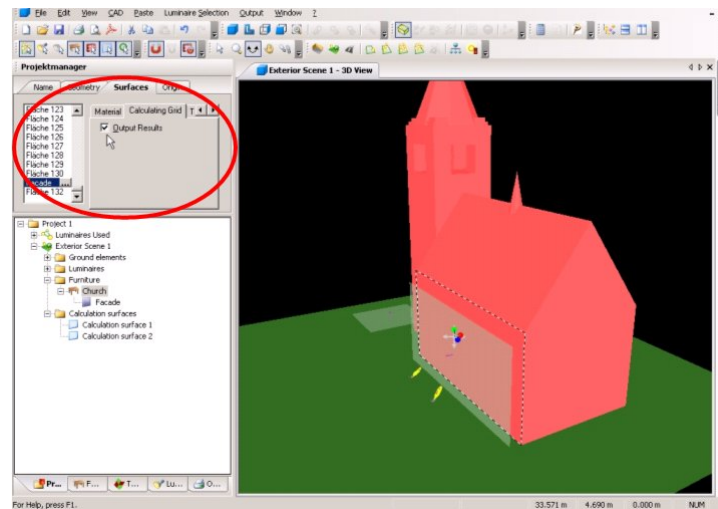 File Edit View CAD Paste Luminaire Selection Output Window ?
Projektmanager
Exterior Scene 1 - 3D View
Name Geometry Surfaces Origin
Fläche 123
Fläche 124
Fläche 125
Fläche 126
Fläche 127
Fläche 128
Fläche 129
Fläche 130
Facade ...
Fläche 132
Material Calculating Grid T
Output Results
Project 1
Luminaires Used
Exterior Scene 1
Ground elements
Luminaires
Furniture
Church
Facade
Calculation surfaces
Calculation surface 1
Calculation surface 2
Pr... F... T... Lu... O...
For Help, press F1.
33.571 m 4.690 m 0.000 m NUM